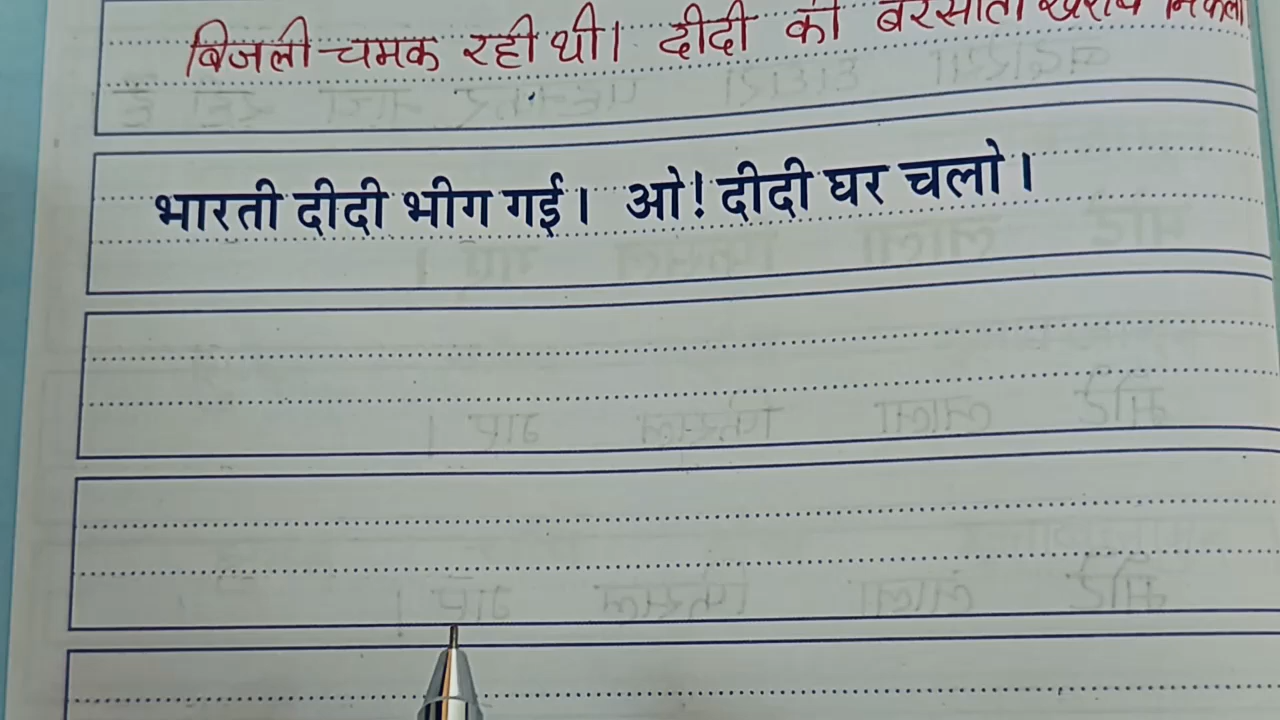 बिजली चमक रही थी। दीदी की बरसाती खराब निकली
भारती दीदी भीग गई। ओ! दीदी घर चलो।